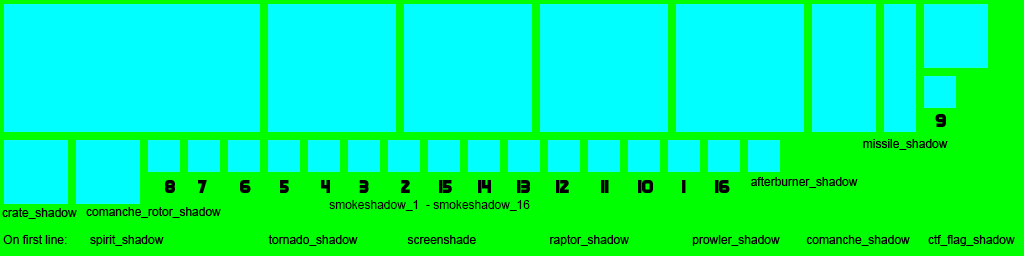 9
missile_shadow
8 7 6 5 4 3 2 15 14 13 12 11 10 1 16
afterburner_shadow
smokeshadow_1 - smokeshadow_16
crate_shadow comanche_rotor_shadow
On first line: spirit_shadow tornado_shadow screenshade raptor_shadow prowler_shadow comanche_shadow ctf_flag_shadow